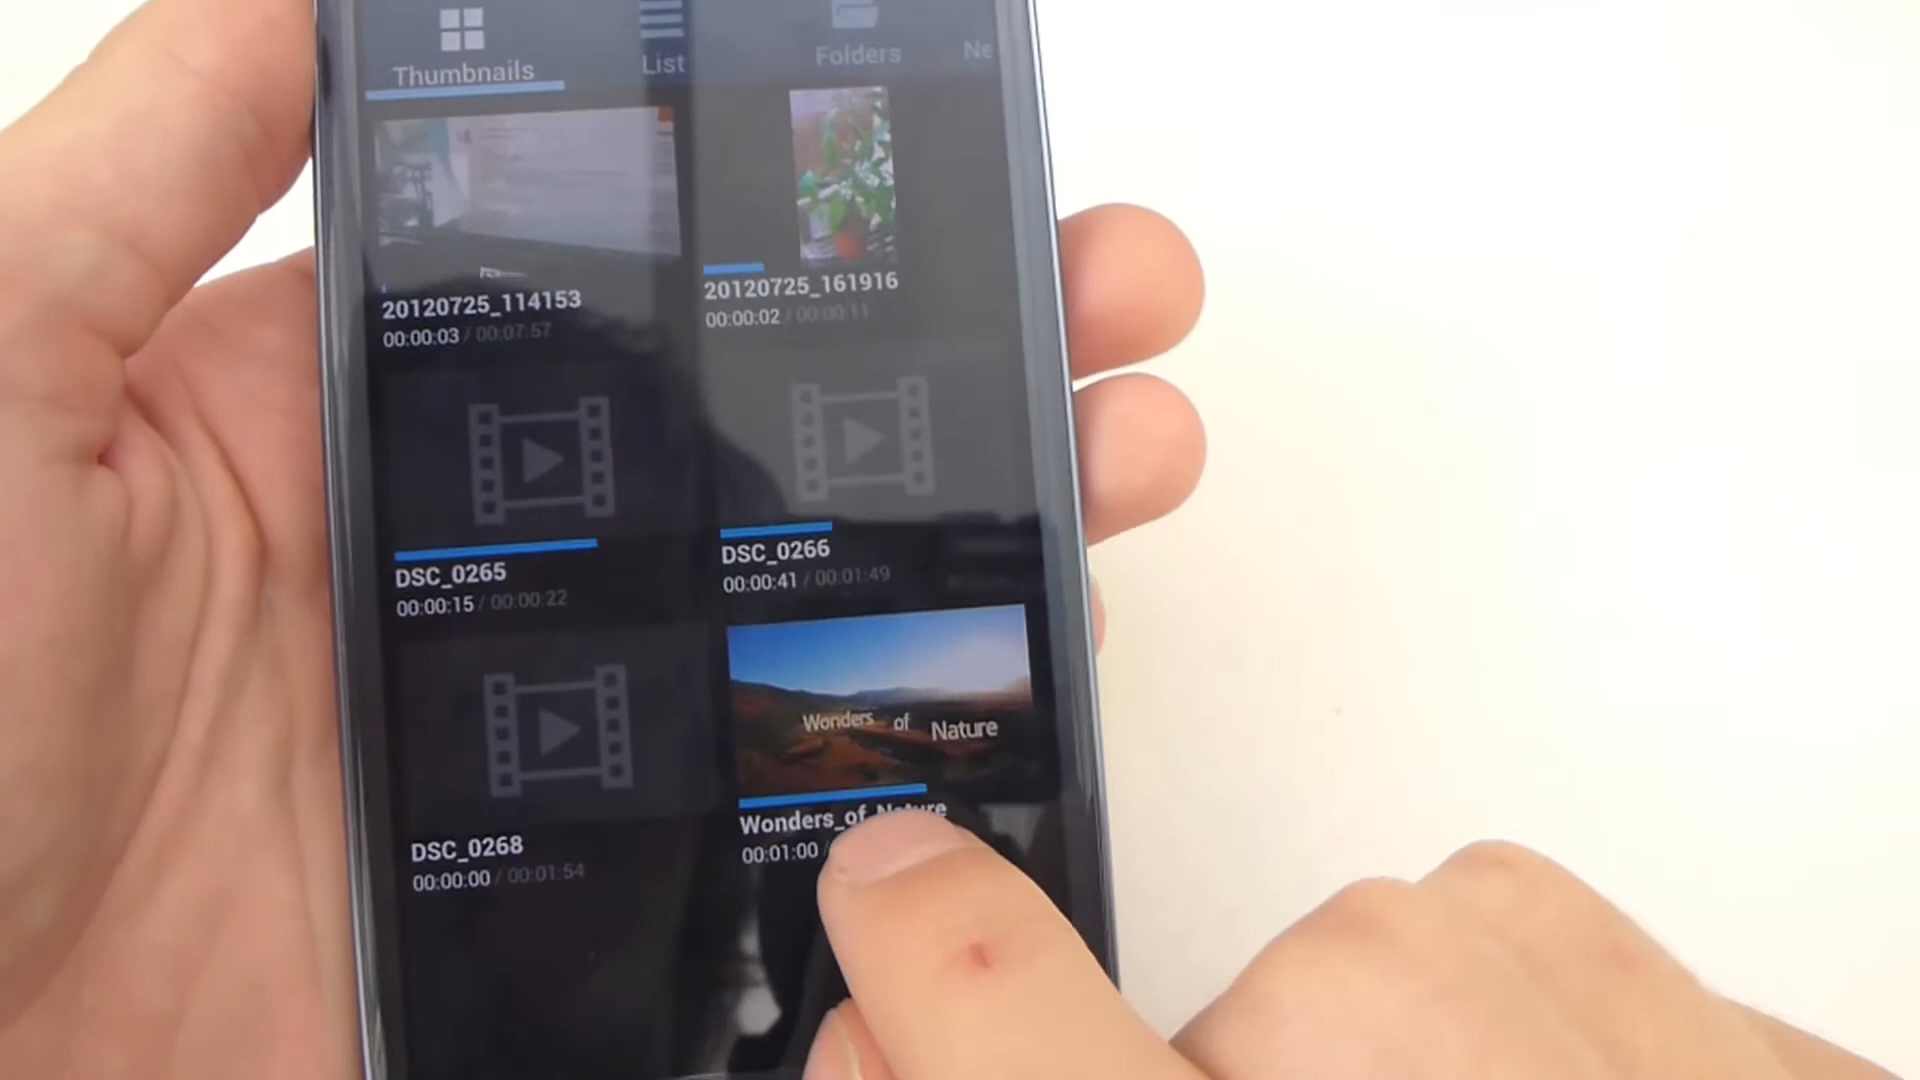 Thumbnails
List
Folders
Ne
20120725_114153
00:00:03 / 00:07:57
20120725_161916
00:00:02 / 00:00:11
DSC_0265
00:00:15 / 00:00:22
DSC_0266
00:00:41 / 00:01:49
DSC_0268
00:00:00 / 00:01:54
Wonders of Nature
Wonders_of_Nature
00:01:00 /